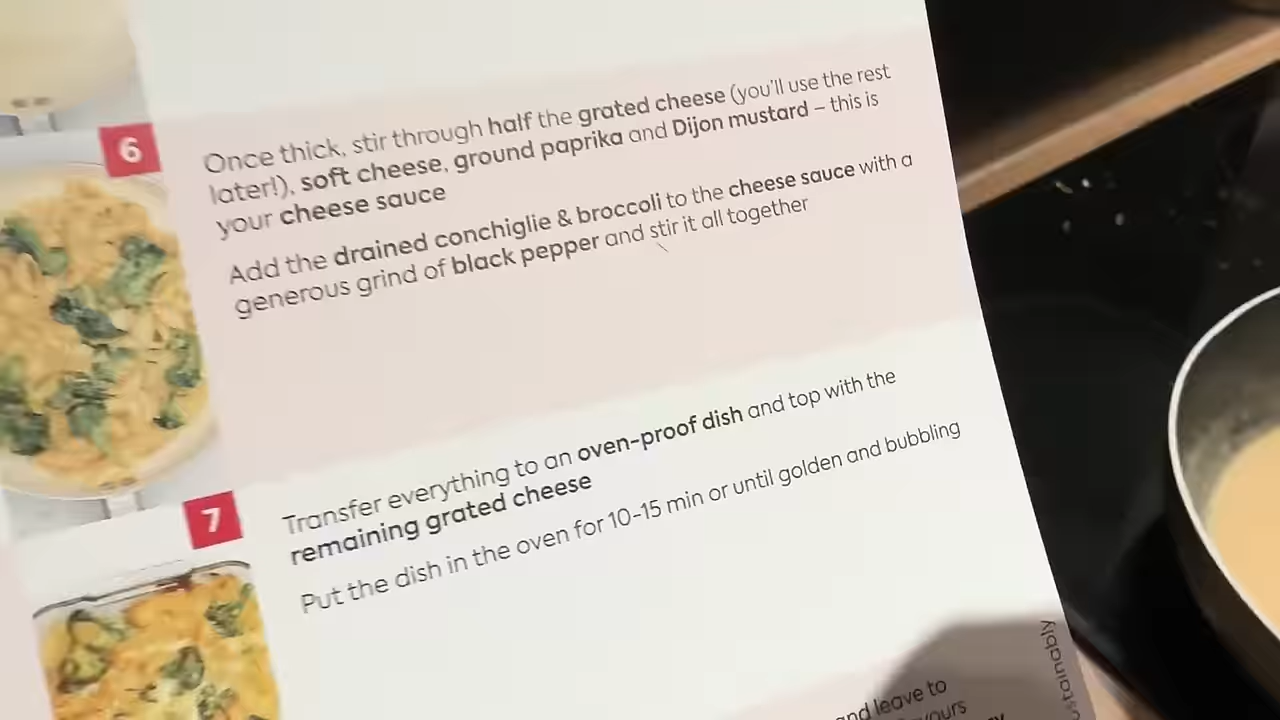 6
Once thick, stir through half the grated cheese (you'll use the rest
later!), soft cheese, ground paprika and Dijon mustard – this is
your cheese sauce
Add the drained conchiglie & broccoli to the cheese sauce with a
generous grind of black pepper and stir it all together
7
Transfer everything to an oven-proof dish and top with the
remaining grated cheese
Put the dish in the oven for 10-15 min or until golden and bubbling
and leave to